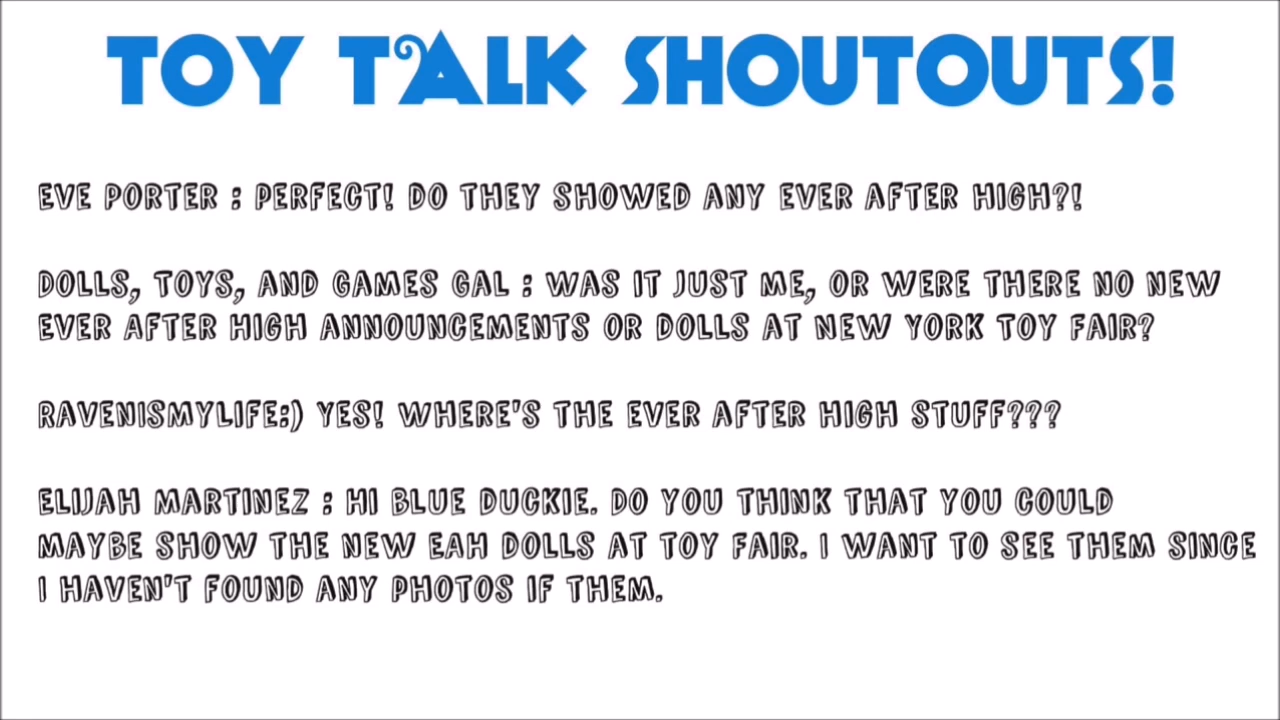 TOY TALK SHOUTOUTS!
EVE PORTER : PERFECT! DO THEY SHOWED ANY EVER AFTER HIGH?!
DOLLS, TOYS, AND GAMES GAL : WAS IT JUST ME, OR WERE THERE NO NEW
EVER AFTER HIGH ANNOUNCEMENTS OR DOLLS AT NEW YORK TOY FAIR?
RAVENISMYLIFE:) YES! WHERE'S THE EVER AFTER HIGH STUFF???
ELIJAH MARTINEZ : HI BLUE DUCKIE. DO YOU THINK THAT YOU COULD
MAYBE SHOW THE NEW EAH DOLLS AT TOY FAIR. I WANT TO SEE THEM SINCE
I HAVEN'T FOUND ANY PHOTOS IF THEM.